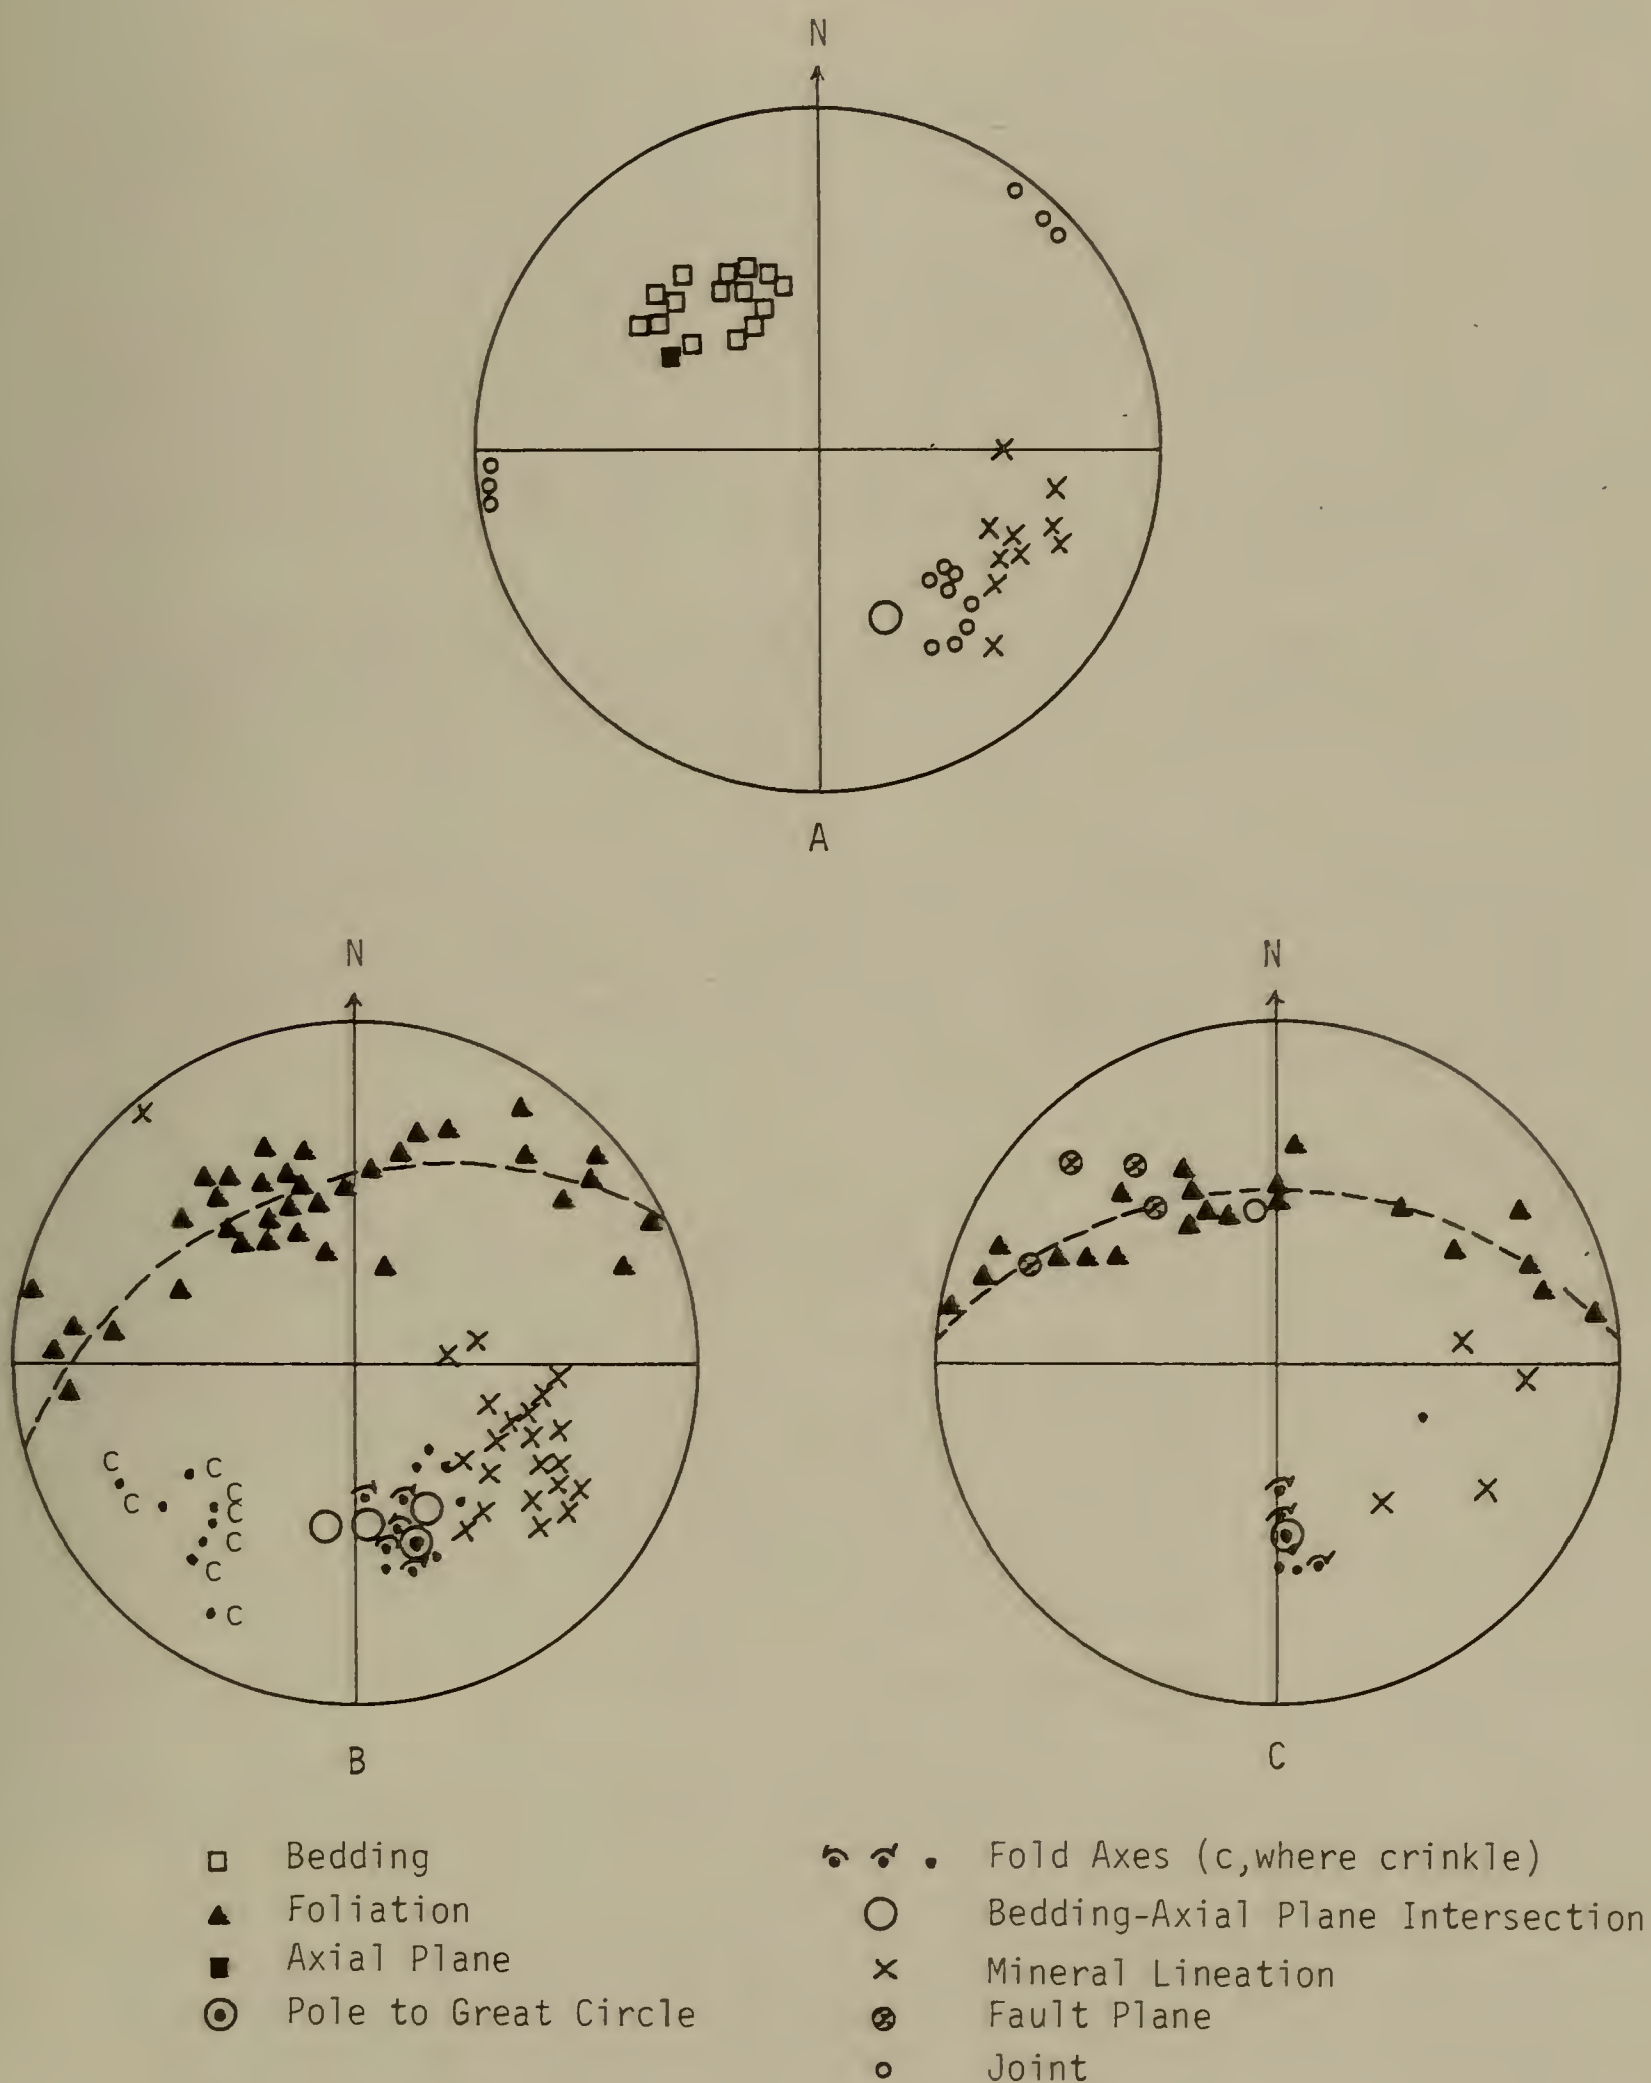 N
A
N
N
C
C
C
C
C
C
C
C
B
C
Bedding
Foliation
Axial Plane
Pole to Great Circle
Fold Axes (c,where crinkle)
Bedding-Axial Plane Intersection
Mineral Lineation
Fault Plane
Joint